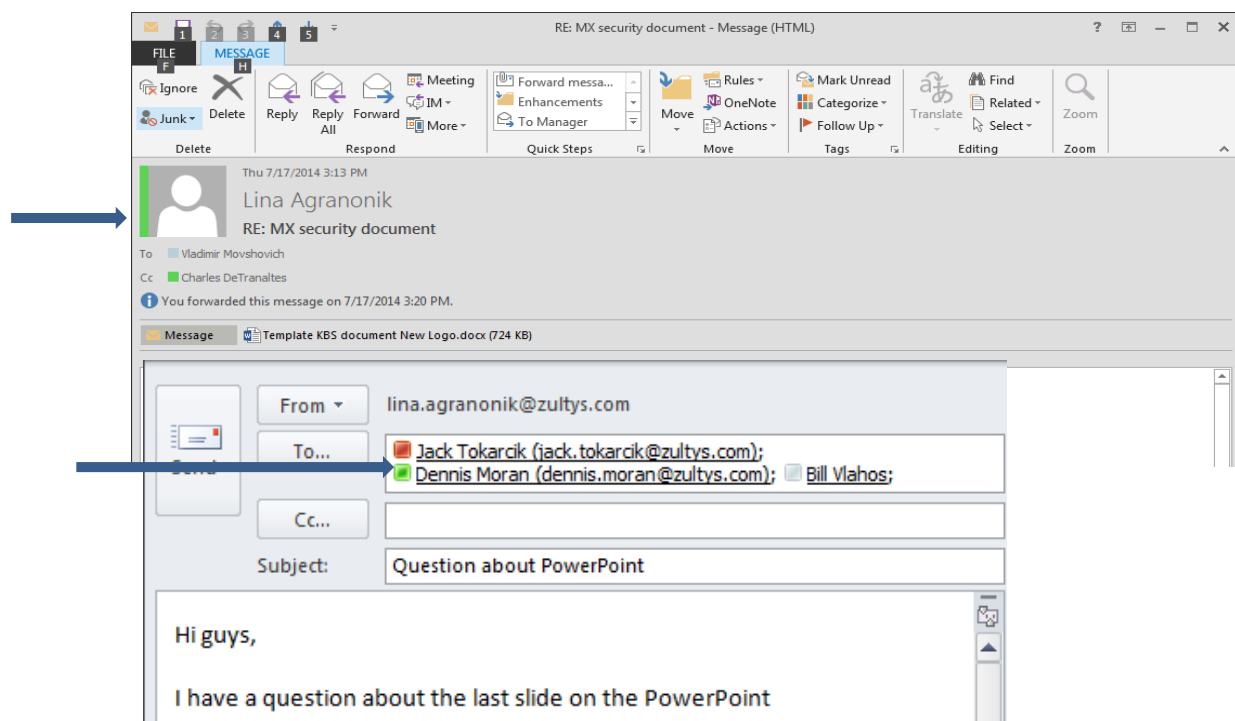 RE: MX security document - Message (HTML)
1 2 3 4 5
FILE MESSAGE
F H
Ignore
Junk
Delete
Reply
Reply All
Forward
Meeting
IM
More
Forward messa...
Enhancements
To Manager
Move
Rules
OneNote
Actions
Mark Unread
Categorize
Follow Up
Translate
Find
Related
Select
Zoom
Delete Respond Quick Steps Move Tags Editing Zoom
Thu 7/17/2014 3:13 PM
Lina Agranonik
RE: MX security document
To Vladimir Movshovich
Cc Charles DeTranaltes
You forwarded this message on 7/17/2014 3:20 PM.
Message Template KBS document New Logo.docx (724 KB)
From lina.agranonik@zultys.com
To... Jack Tokarcik (jack.tokarcik@zultys.com);
Dennis Moran (dennis.moran@zultys.com); Bill Vlahos;
Send
Cc...
Subject: Question about PowerPoint
Hi guys,
I have a question about the last slide on the PowerPoint